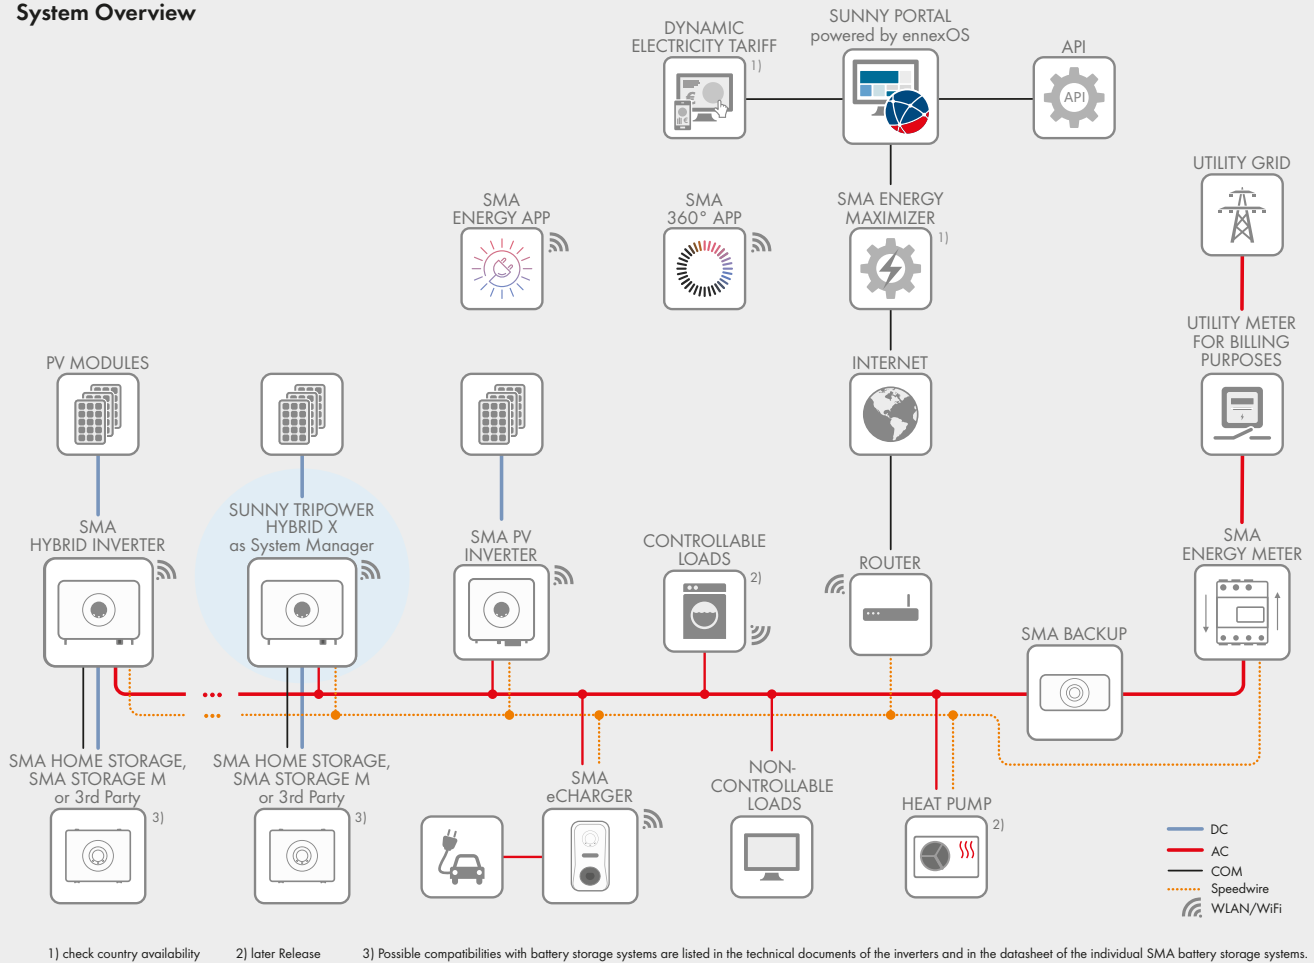 System Overview
DYNAMIC
ELECTRICITY TARIFF
1)
SUNNY PORTAL
powered by ennexOS
API
API
€
UTILITY GRID
SMA
ENERGY APP
SMA
360° APP
SMA ENERGY
MAXIMIZER
1)
UTILITY METER
FOR BILLING
PURPOSES
PV MODULES
INTERNET
SUNNY TRIPOWER
HYBRID X
as System Manager
SMA
HYBRID INVERTER
SMA PV
INVERTER
CONTROLLABLE
LOADS
2)
ROUTER
SMA
ENERGY METER
SMA BACKUP
SMA HOME STORAGE,
SMA STORAGE M
or 3rd Party
3)
SMA HOME STORAGE,
SMA STORAGE M
or 3rd Party
3)
SMA
eCHARGER
NON-
CONTROLLABLE
LOADS
HEAT PUMP
2)
DC
AC
COM
Speedwire
WLAN/WiFi
1) check country availability
2) later Release
3) Possible compatibilities with battery storage systems are listed in the technical documents of the inverters and in the datasheet of the individual SMA battery storage systems.